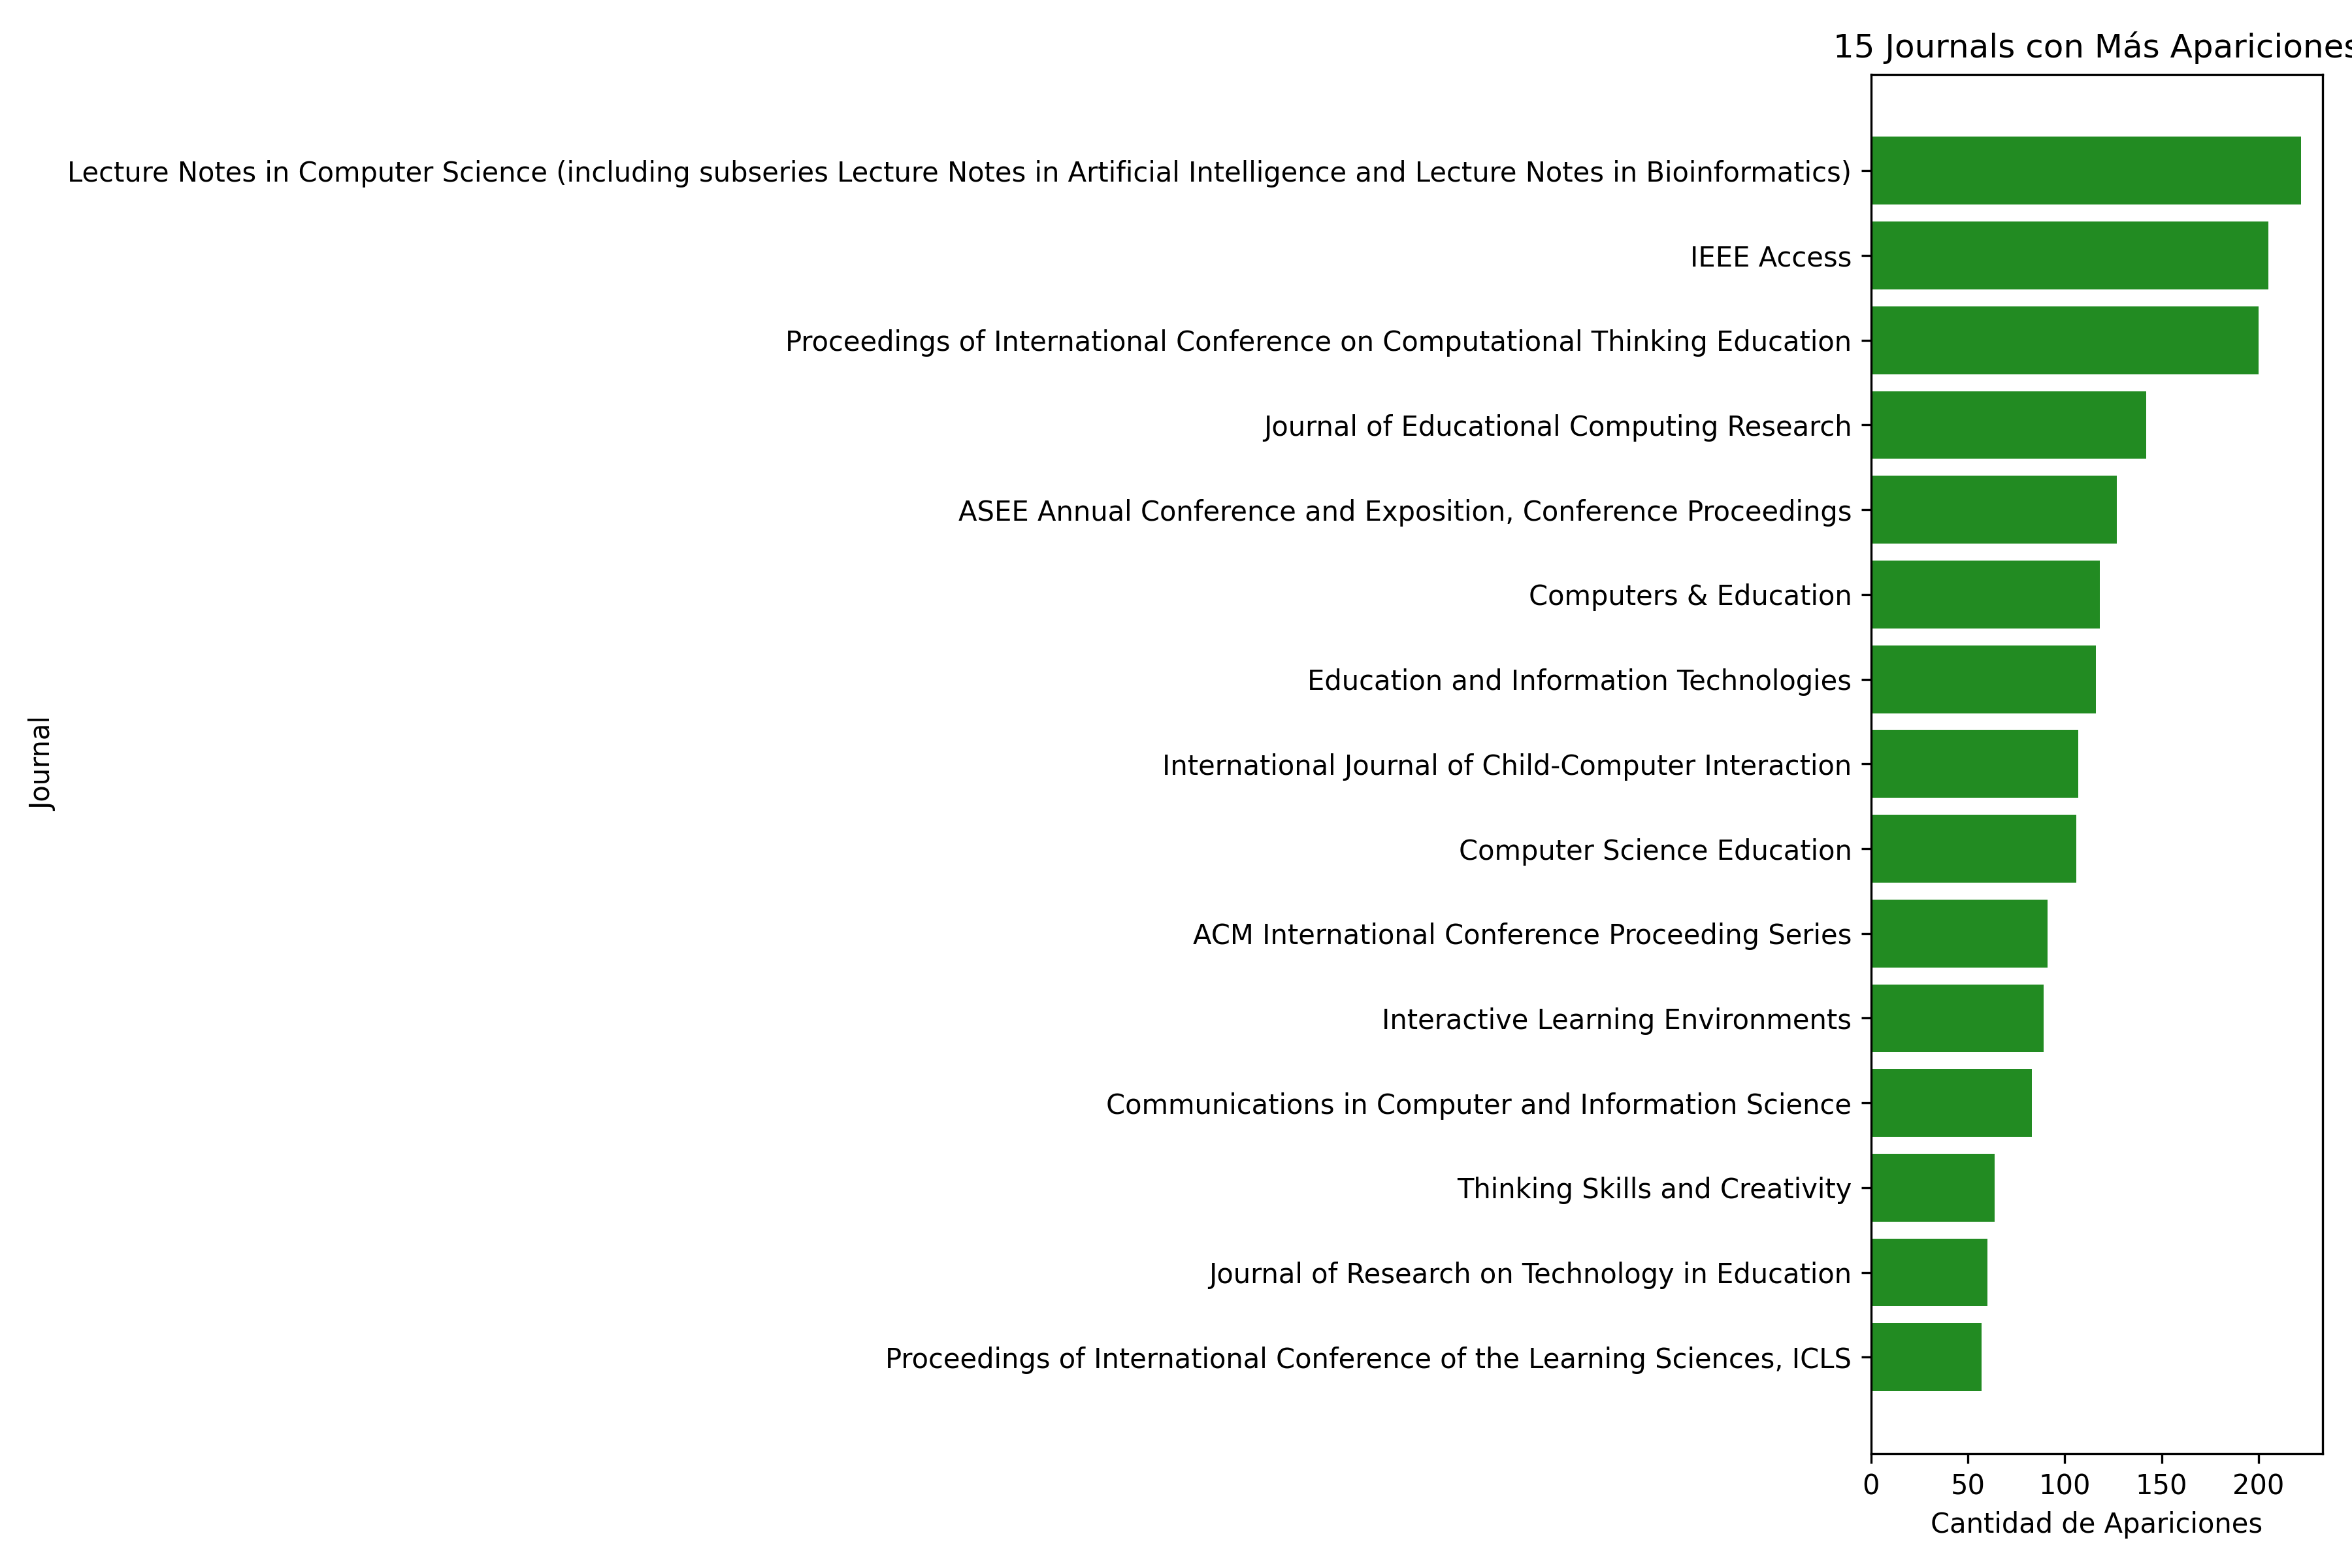 15 Journals con Más Apariciones
Lecture Notes in Computer Science (including subseries Lecture Notes in Artificial Intelligence and Lecture Notes in Bioinformatics)
IEEE Access
Proceedings of International Conference on Computational Thinking Education
Journal of Educational Computing Research
ASEE Annual Conference and Exposition, Conference Proceedings
Computers & Education
Education and Information Technologies
International Journal of Child-Computer Interaction
Computer Science Education
ACM International Conference Proceeding Series
Interactive Learning Environments
Communications in Computer and Information Science
Thinking Skills and Creativity
Journal of Research on Technology in Education
Proceedings of International Conference of the Learning Sciences, ICLS
Journal
0 50 100 150 200
Cantidad de Apariciones